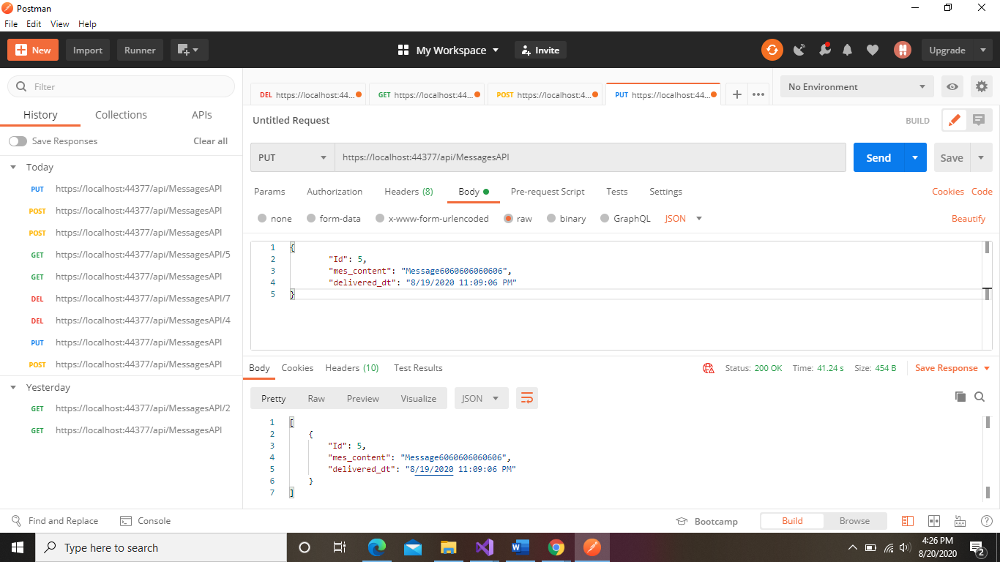 Postman
File Edit View Help
New Import Runner My Workspace Invite Upgrade
Filter
History Collections APIs
Save Responses Clear all
Today
PUT https://localhost:44377/api/MessagesAPI
POST https://localhost:44377/api/MessagesAPI
POST https://localhost:44377/api/MessagesAPI
GET https://localhost:44377/api/MessagesAPI/5
GET https://localhost:44377/api/MessagesAPI
DEL https://localhost:44377/api/MessagesAPI/7
DEL https://localhost:44377/api/MessagesAPI/4
PUT https://localhost:44377/api/MessagesAPI
POST https://localhost:44377/api/MessagesAPI
Yesterday
GET https://localhost:44377/api/MessagesAPI/2
GET https://localhost:44377/api/MessagesAPI
DEL https://localhost:44... GET https://localhost:44... POST https://localhost:4... PUT https://localhost:44... No Environment
Untitled Request BUILD
PUT https://localhost:44377/api/MessagesAPI Send Save
Params Authorization Headers (8) Body Pre-request Script Tests Settings Cookies Code
none form-data x-www-form-urlencoded raw binary GraphQL JSON Beautify
1 {
2 "Id": 5,
3 "mes_content": "Message6060606060606",
4 "delivered_dt": "8/19/2020 11:09:06 PM"
5 }
Body Cookies Headers (10) Test Results Status: 200 OK Time: 41.24 s Size: 454 B Save Response
Pretty Raw Preview Visualize JSON
1 [
2 {
3 "Id": 5,
4 "mes_content": "Message6060606060606",
5 "delivered_dt": "8/19/2020 11:09:06 PM"
6 }
7 ]
Find and Replace Console Bootcamp Build Browse
Type here to search 4:26 PM
8/20/2020 2